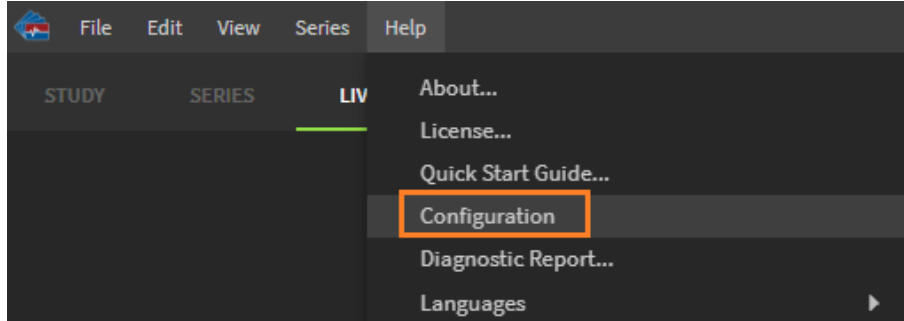 File Edit View Series Help
STUDY SERIES LIV
About...
License...
Quick Start Guide...
Configuration
Diagnostic Report...
Languages